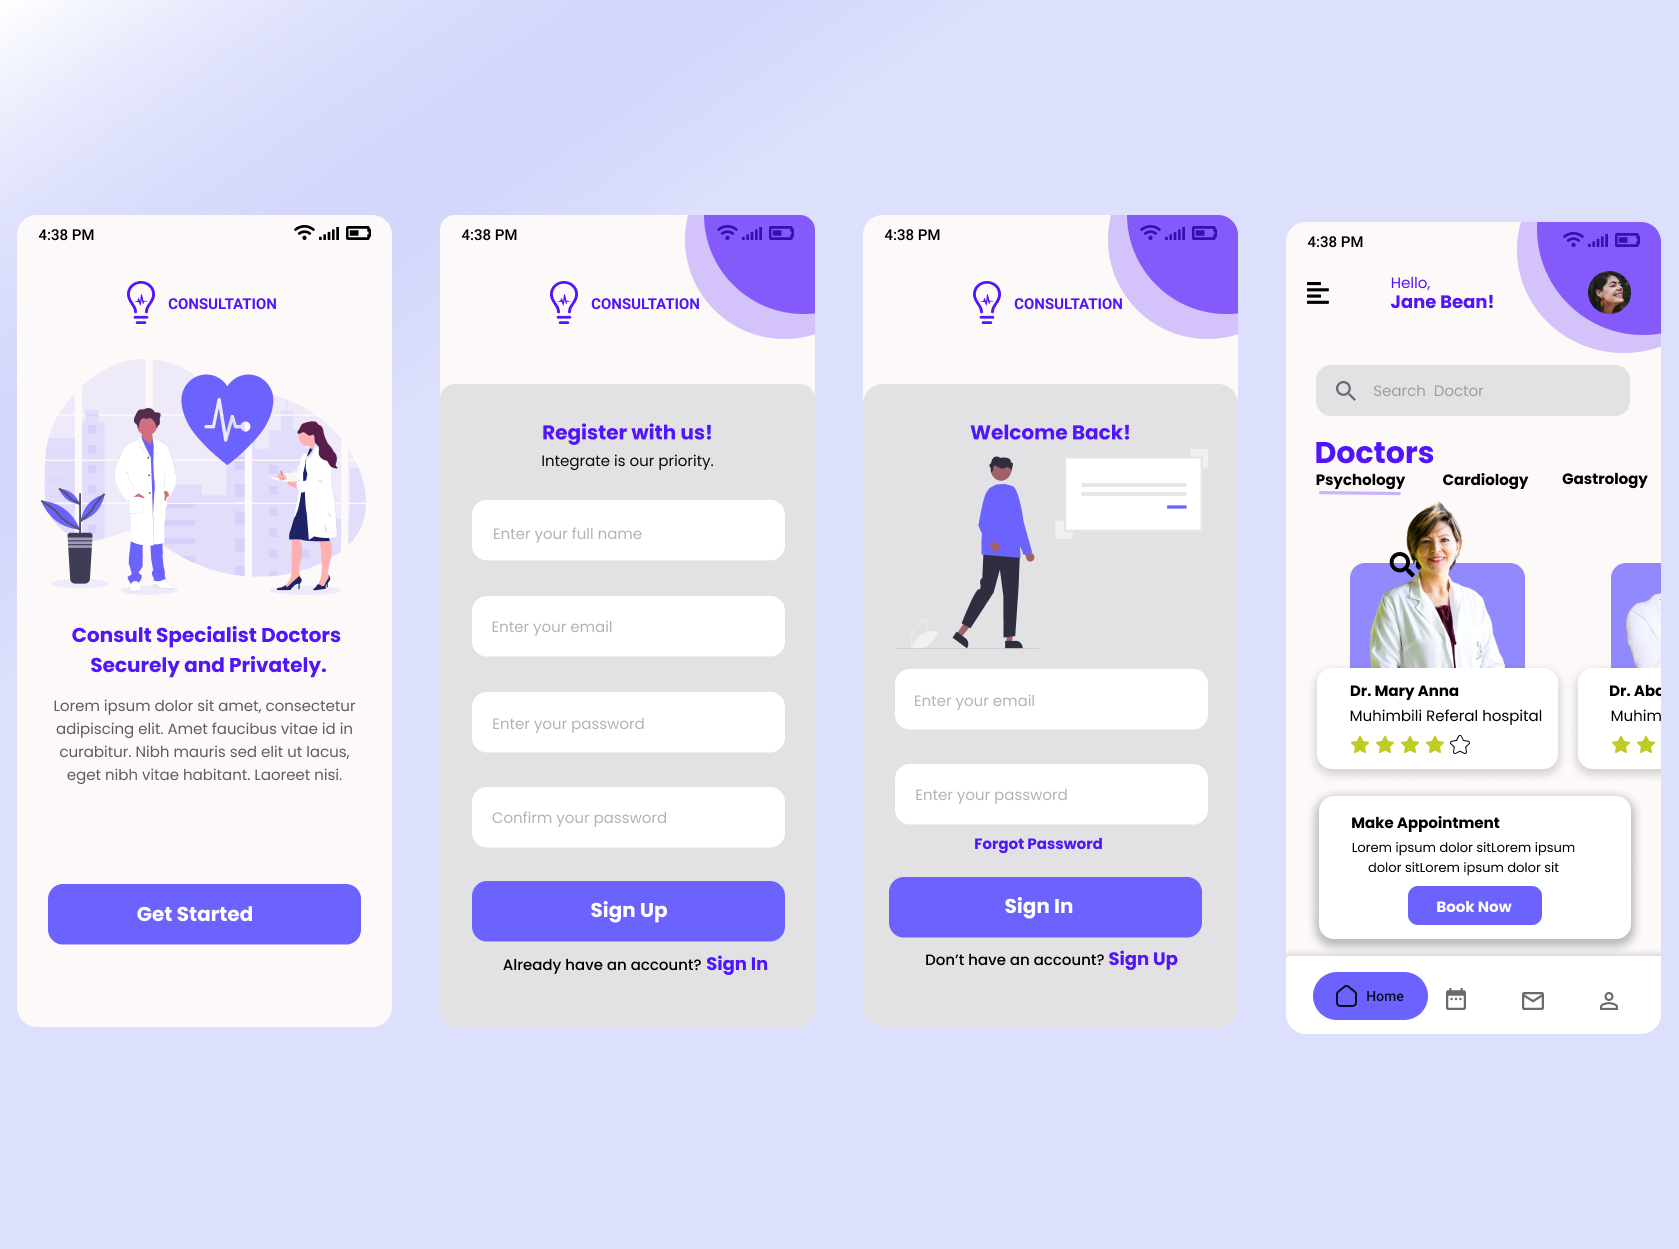 4:38 PM
CONSULTATION
Consult Specialist Doctors
Securely and Privately.
Lorem ipsum dolor sit amet, consectetur
adipiscing elit. Amet faucibus vitae id in
curabitur. Nibh mauris sed elit ut lacus,
eget nibh vitae habitant. Laoreet nisi.
Get Started
4:38 PM
CONSULTATION
Register with us!
Integrate is our priority.
Enter your full name
Enter your email
Enter your password
Confirm your password
Sign Up
Already have an account? Sign In
4:38 PM
CONSULTATION
Welcome Back!
Enter your email
Enter your password
Forgot Password
Sign In
Don't have an account? Sign Up
4:38 PM
Hello,
Jane Bean!
Search Doctor
Doctors
Psychology Cardiology Gastrology
Dr. Mary Anna
Muhimbili Referal hospital
Dr. Abd
Muhim
Make Appointment
Lorem ipsum dolor sitLorem ipsum
dolor sitLorem ipsum dolor sit
Book Now
Home